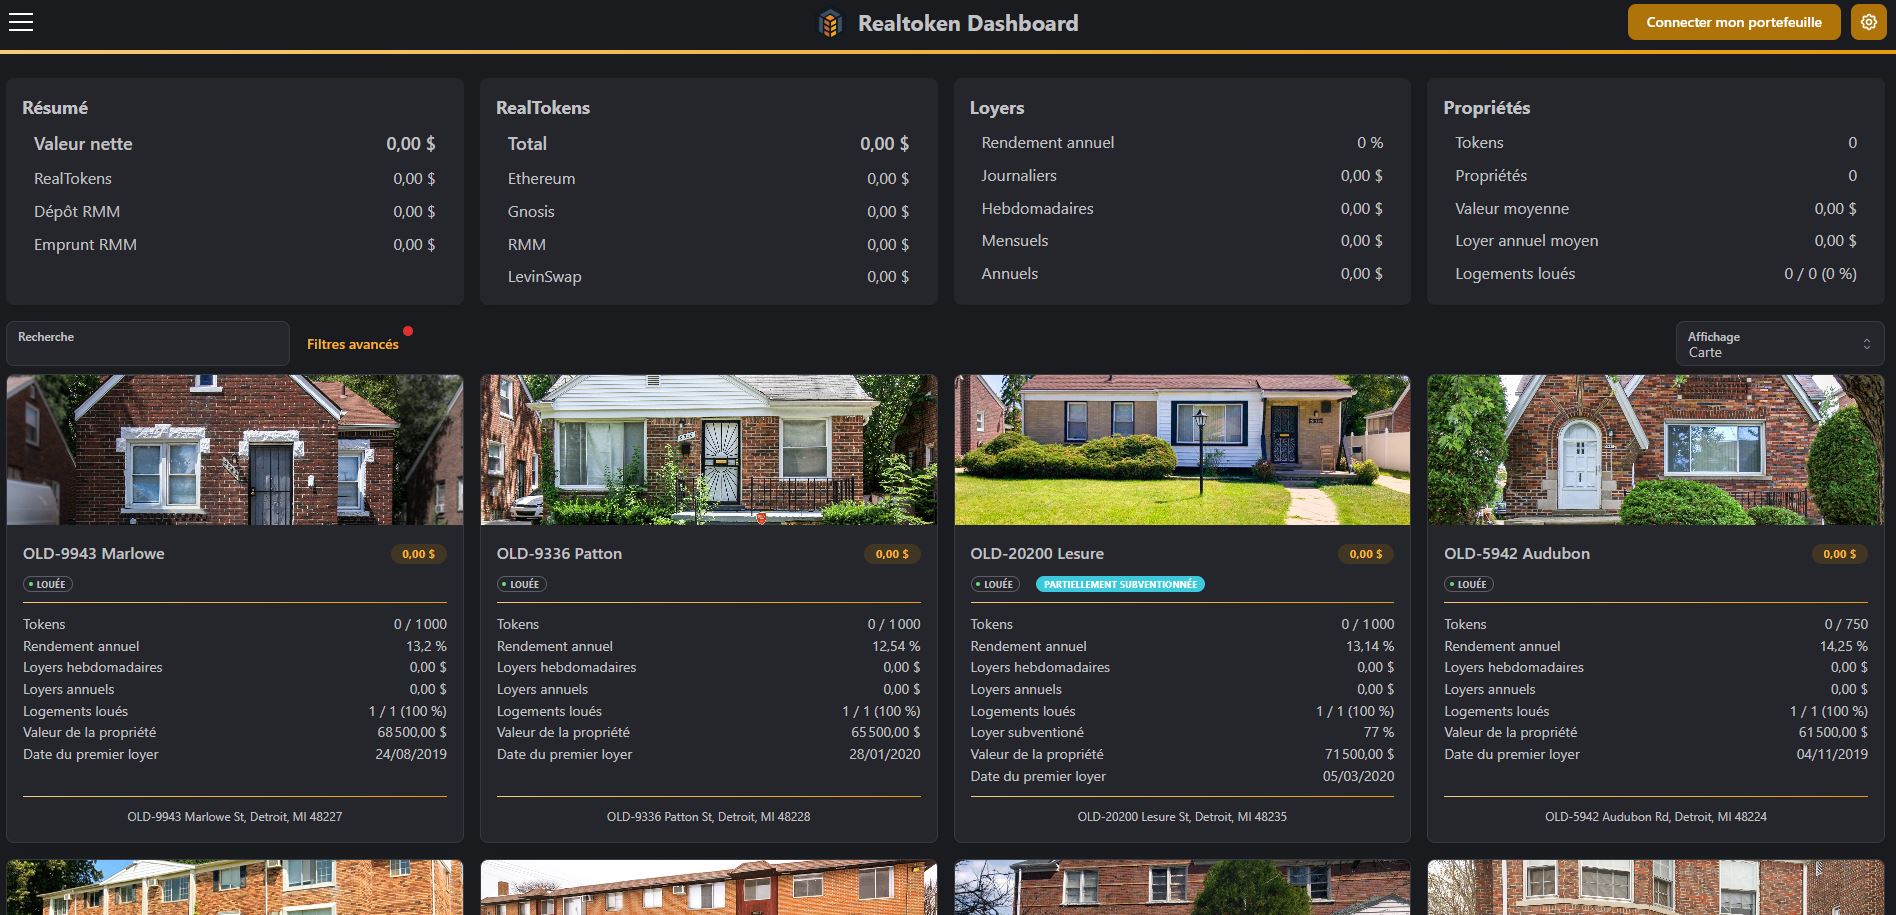 Realtoken Dashboard
Connecter mon portefeuille
Résumé
Valeur nette 0,00 $
RealTokens 0,00 $
Dépôt RMM 0,00 $
Emprunt RMM 0,00 $
RealTokens
Total 0,00 $
Ethereum 0,00 $
Gnosis 0,00 $
RMM 0,00 $
LevinSwap 0,00 $
Loyers
Rendement annuel 0 %
Journaliers 0,00 $
Hebdomadaires 0,00 $
Mensuels 0,00 $
Annuels 0,00 $
Propriétés
Tokens 0
Propriétés 0
Valeur moyenne 0,00 $
Loyer annuel moyen 0,00 $
Logements loués 0 / 0 (0 %)
Recherche
Filtres avancés
Affichage
Carte
OLD-9943 Marlowe 0,00 $
LOUÉE
Tokens 0 / 1 000
Rendement annuel 13,2 %
Loyers hebdomadaires 0,00 $
Loyers annuels 0,00 $
Logements loués 1 / 1 (100 %)
Valeur de la propriété 68 500,00 $
Date du premier loyer 24/08/2019
OLD-9943 Marlowe St, Detroit, MI 48227
OLD-9336 Patton 0,00 $
LOUÉE
Tokens 0 / 1 000
Rendement annuel 12,54 %
Loyers hebdomadaires 0,00 $
Loyers annuels 0,00 $
Logements loués 1 / 1 (100 %)
Valeur de la propriété 65 500,00 $
Date du premier loyer 28/01/2020
OLD-9336 Patton St, Detroit, MI 48228
OLD-20200 Lesure 0,00 $
LOUÉE PARTIELLEMENT SUBVENTIONNÉE
Tokens 0 / 1 000
Rendement annuel 13,14 %
Loyers hebdomadaires 0,00 $
Loyers annuels 0,00 $
Logements loués 1 / 1 (100 %)
Loyer subventioné 77 %
Valeur de la propriété 71 500,00 $
Date du premier loyer 05/03/2020
OLD-20200 Lesure St, Detroit, MI 48235
OLD-5942 Audubon 0,00 $
LOUÉE
Tokens 0 / 750
Rendement annuel 14,25 %
Loyers hebdomadaires 0,00 $
Loyers annuels 0,00 $
Logements loués 1 / 1 (100 %)
Valeur de la propriété 61 500,00 $
Date du premier loyer 04/11/2019
OLD-5942 Audubon Rd, Detroit, MI 48224